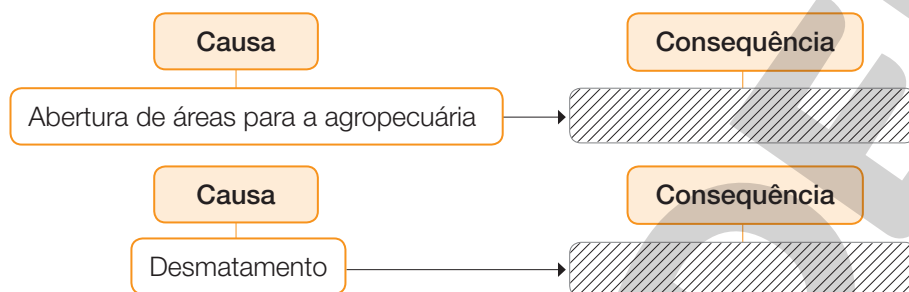 Causa
Consequência
Abertura de áreas para a agropecuária
Causa
Consequência
Desmatamento